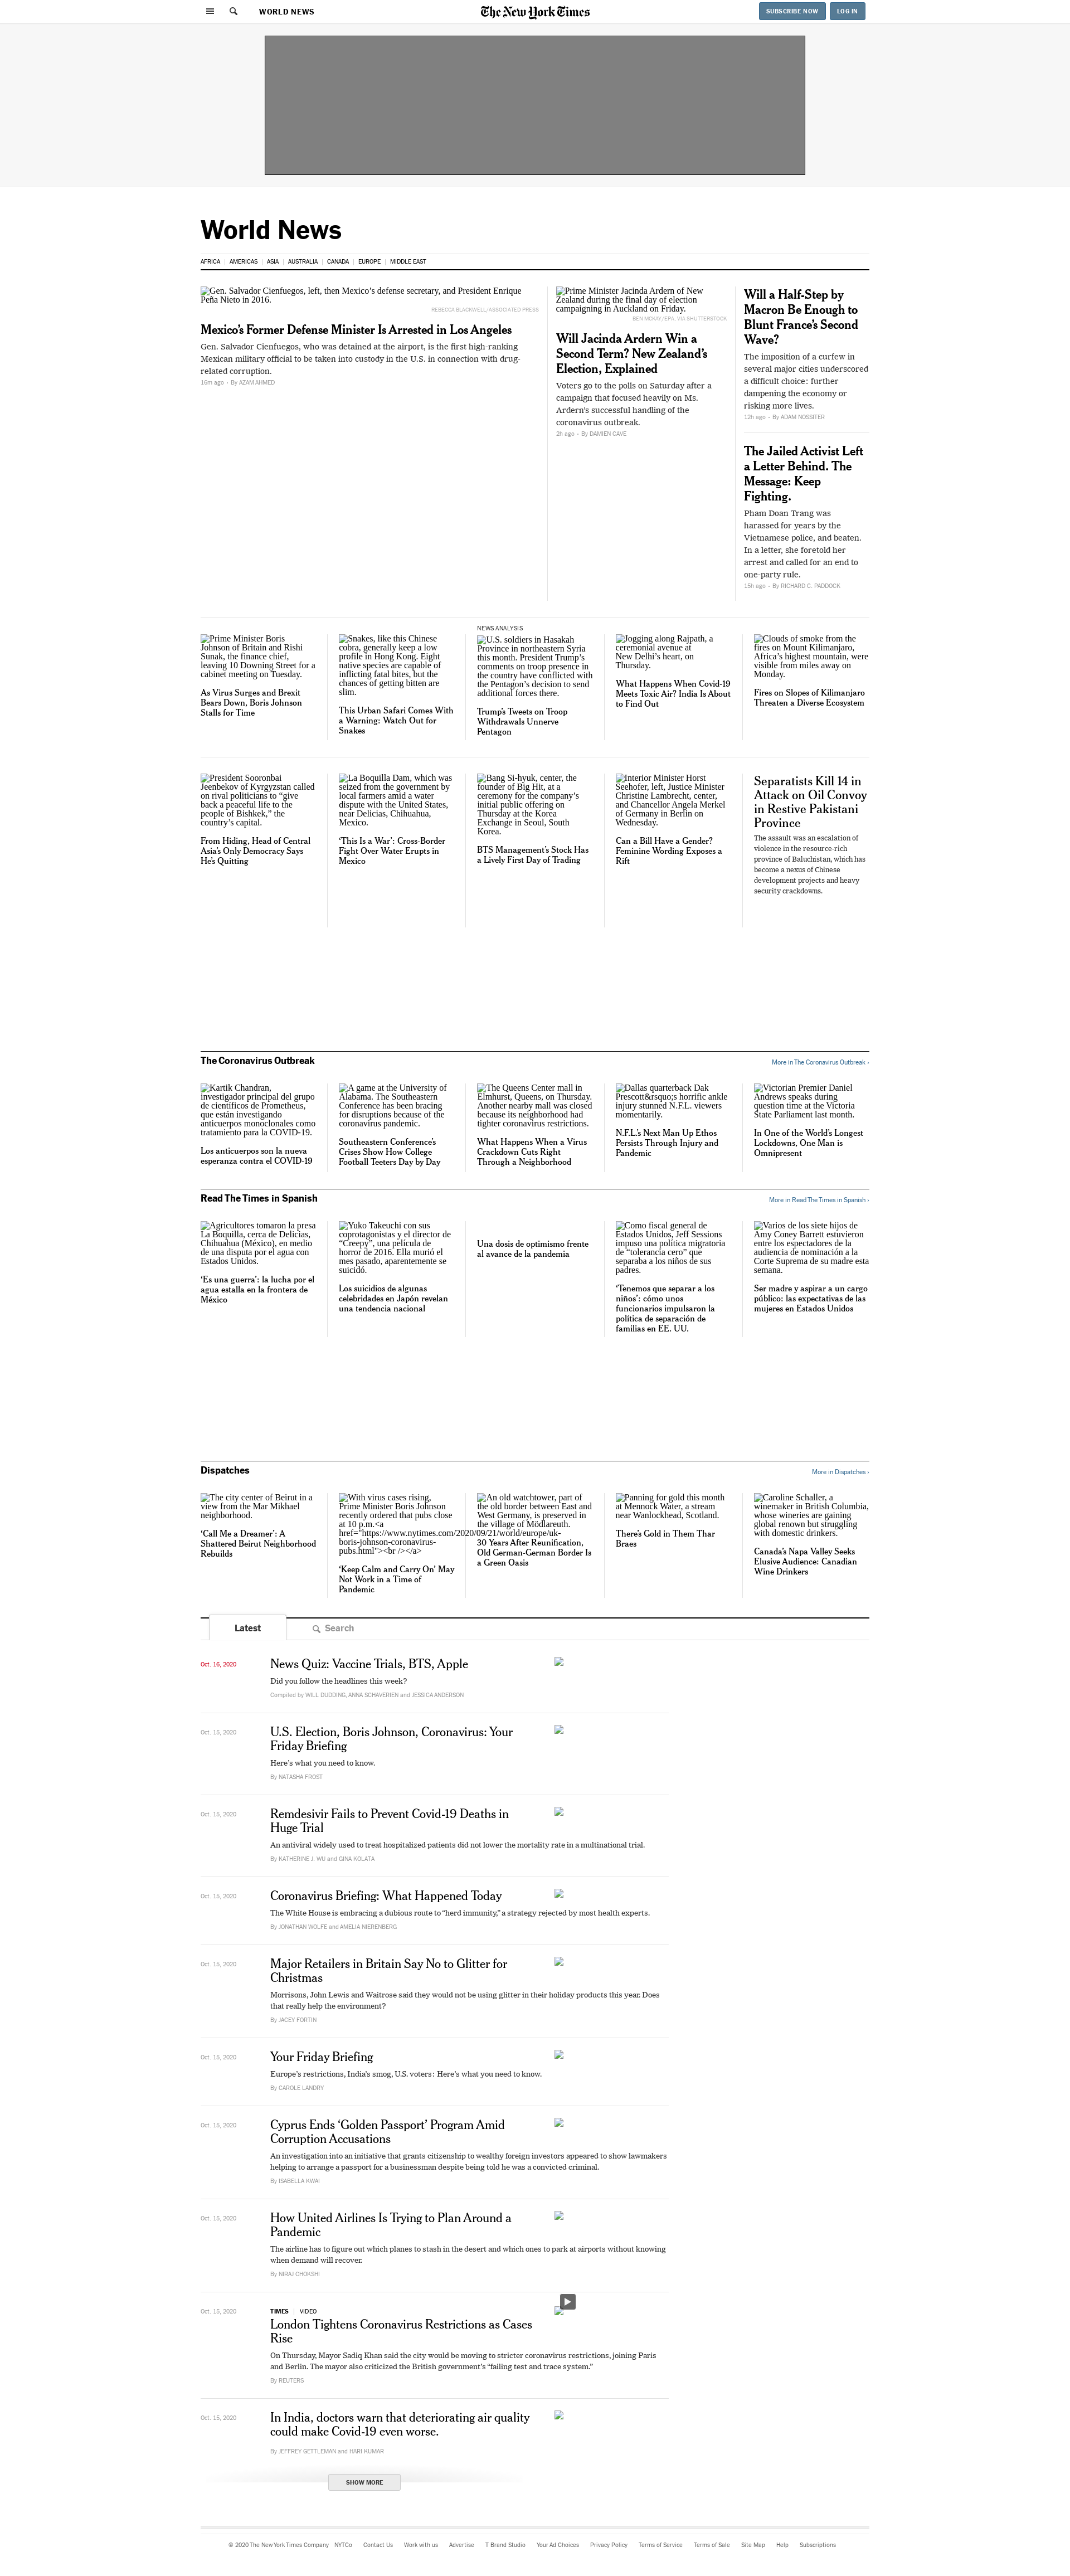 WORLD NEWS
The New York Times
SUBSCRIBE NOW
LOG IN
World News
AFRICA
AMERICAS
ASIA
AUSTRALIA
CANADA
EUROPE
MIDDLE EAST
Gen. Salvador Cienfuegos, left, then Mexico's defense secretary, and President Enrique
Peña Nieto in 2016.
REBECCA BLACKWELL/ASSOCIATED PRESS
Mexico's Former Defense Minister Is Arrested in Los Angeles
Gen. Salvador Cienfuegos, who was detained at the airport, is the first high-ranking
Mexican military official to be taken into custody in the U.S. in connection with drug-
related corruption.
16m ago - By AZAM AHMED
Prime Minister Jacinda Ardern of New
Zealand during the final day of election
campaigning in Auckland on Friday.
BEN MCKAY/EPA, VIA SHUTTERSTOCK
Will Jacinda Ardern Win a
Second Term? New Zealand's
Election, Explained
Voters go to the polls on Saturday after a
campaign that focused heavily on Ms.
Ardern's successful handling of the
coronavirus outbreak.
2h ago - By DAMIEN CAVE
Will a Half-Step by
Macron Be Enough to
Blunt France's Second
Wave?
The imposition of a curfew in
several major cities underscored
a difficult choice: further
dampening the economy or
risking more lives.
12h ago - By ADAM NOSSITER
The Jailed Activist Left
a Letter Behind. The
Message: Keep
Fighting.
Pham Doan Trang was
harassed for years by the
Vietnamese police, and beaten.
In a letter, she foretold her
arrest and called for an end to
one-party rule.
15h ago - By RICHARD C. PADDOCK
Prime Minister Boris
Johnson of Britain and Rishi
Sunak, the finance chief,
leaving 10 Downing Street for a
cabinet meeting on Tuesday.
As Virus Surges and Brexit
Bears Down, Boris Johnson
Stalls for Time
Snakes, like this Chinese
cobra, generally keep a low
profile in Hong Kong. Eight
native species are capable of
inflicting fatal bites, but the
chances of getting bitten are
slim.
This Urban Safari Comes With
a Warning: Watch Out for
Snakes
NEWS ANALYSIS
U.S. soldiers in Hasakah
Province in northeastern Syria
this month. President Trump's
comments on troop presence in
the country have conflicted with
the Pentagon's decision to send
additional forces there.
Trump's Tweets on Troop
Withdrawals Unnerve
Pentagon
Jogging along Rajpath, a
ceremonial avenue at
New Delhi's heart, on
Thursday.
What Happens When Covid-19
Meets Toxic Air? India Is About
to Find Out
Clouds of smoke from the
fires on Mount Kilimanjaro,
Africa's highest mountain, were
visible from miles away on
Monday.
Fires on Slopes of Kilimanjaro
Threaten a Diverse Ecosystem
President Sooronbai
Jeenbekov of Kyrgyzstan called
on rival politicians to "give
back a peaceful life to the
people of Bishkek," the
country's capital.
From Hiding, Head of Central
Asia's Only Democracy Says
He's Quitting
La Boquilla Dam, which was
seized from the government by
local farmers amid a water
dispute with the United States,
near Delicias, Chihuahua,
Mexico.
'This Is a War': Cross-Border
Fight Over Water Erupts in
Mexico
Bang Si-hyuk, center, the
founder of Big Hit, at a
ceremony for the company's
initial public offering on
Thursday at the Korea
Exchange in Seoul, South
Korea.
BTS Management's Stock Has
a Lively First Day of Trading
Interior Minister Horst
Seehofer, left, Justice Minister
Christine Lambrecht, center,
and Chancellor Angela Merkel
of Germany in Berlin on
Wednesday.
Can a Bill Have a Gender?
Feminine Wording Exposes a
Rift
Separatists Kill 14 in
Attack on Oil Convoy
in Restive Pakistani
Province
The assault was an escalation of
violence in the resource-rich
province of Baluchistan, which has
become a nexus of Chinese
development projects and heavy
security crackdowns.
The Coronavirus Outbreak
More in The Coronavirus Outbreak ›
Kartik Chandran,
investigador principal del grupo
de científicos de Prometheus,
que están investigando
anticuerpos monoclonales como
tratamiento para la COVID-19.
Los anticuerpos son la nueva
esperanza contra el COVID-19
A game at the University of
Alabama. The Southeastern
Conference has been bracing
for disruptions because of the
coronavirus pandemic.
Southeastern Conference's
Crises Show How College
Football Teeters Day by Day
The Queens Center mall in
Elmhurst, Queens, on Thursday.
Another nearby mall was closed
because its neighborhood had
tighter coronavirus restrictions.
What Happens When a Virus
Crackdown Cuts Right
Through a Neighborhood
Dallas quarterback Dak
Prescott&rsquo;s horrific ankle
injury stunned N.F.L. viewers
momentarily.
N.F.L.'s Next Man Up Ethos
Persists Through Injury and
Pandemic
Victorian Premier Daniel
Andrews speaks during
question time at the Victoria
State Parliament last month.
In One of the World's Longest
Lockdowns, One Man is
Omnipresent
Read The Times in Spanish
More in Read The Times in Spanish ›
Agricultores tomaron la presa
La Boquilla, cerca de Delicias,
Chihuahua (México), en medio
de una disputa por el agua con
Estados Unidos.
'Es una guerra': la lucha por el
agua estalla en la frontera de
México
Yuko Takeuchi con sus
coprotagonistas y el director de
"Creepy", una película de
horror de 2016. Ella murió el
mes pasado, aparentemente se
suicidó.
Los suicidios de algunas
celebridades en Japón revelan
una tendencia nacional
Una dosis de optimismo frente
al avance de la pandemia
Como fiscal general de
Estados Unidos, Jeff Sessions
impuso una política migratoria
de "tolerancia cero" que
separaba a los niños de sus
padres.
'Tenemos que separar a los
niños': cómo unos
funcionarios impulsaron la
política de separación de
familias en EE. UU.
Varios de los siete hijos de
Amy Coney Barrett estuvieron
entre los espectadores de la
audiencia de nominación a la
Corte Suprema de su madre esta
semana.
Ser madre y aspirar a un cargo
público: las expectativas de las
mujeres en Estados Unidos
Dispatches
More in Dispatches ›
The city center of Beirut in a
view from the Mar Mikhael
neighborhood.
'Call Me a Dreamer': A
Shattered Beirut Neighborhood
Rebuilds
With virus cases rising,
Prime Minister Boris Johnson
recently ordered that pubs close
at 10 p.m.<a
href="https://www.nytimes.com/2020/09/21/world/europe/uk-
boris-johnson-coronavirus-
pubs.html"><br /></a>
'Keep Calm and Carry On' May
Not Work in a Time of
Pandemic
An old watchtower, part of
the old border between East and
West Germany, is preserved in
the village of Mödlareuth.
30 Years After Reunification,
Old German-German Border Is
a Green Oasis
Panning for gold this month
at Mennock Water, a stream
near Wanlockhead, Scotland.
There's Gold in Them Thar
Braes
Caroline Schaller, a
winemaker in British Columbia,
whose wineries are gaining
global renown but struggling
with domestic drinkers.
Canada's Napa Valley Seeks
Elusive Audience: Canadian
Wine Drinkers
Latest
Search
Oct. 16, 2020
News Quiz: Vaccine Trials, BTS, Apple
Did you follow the headlines this week?
Compiled by WILL DUDDING, ANNA SCHAVERIEN and JESSICA ANDERSON
Oct. 15, 2020
U.S. Election, Boris Johnson, Coronavirus: Your
Friday Briefing
Here's what you need to know.
By NATASHA FROST
Oct. 15, 2020
Remdesivir Fails to Prevent Covid-19 Deaths in
Huge Trial
An antiviral widely used to treat hospitalized patients did not lower the mortality rate in a multinational trial.
By KATHERINE J. WU and GINA KOLATA
Oct. 15, 2020
Coronavirus Briefing: What Happened Today
The White House is embracing a dubious route to "herd immunity," a strategy rejected by most health experts.
By JONATHAN WOLFE and AMELIA NIERENBERG
Oct. 15, 2020
Major Retailers in Britain Say No to Glitter for
Christmas
Morrisons, John Lewis and Waitrose said they would not be using glitter in their holiday products this year. Does
that really help the environment?
By JACEY FORTIN
Oct. 15, 2020
Your Friday Briefing
Europe's restrictions, India's smog, U.S. voters: Here's what you need to know.
By CAROLE LANDRY
Oct. 15, 2020
Cyprus Ends 'Golden Passport' Program Amid
Corruption Accusations
An investigation into an initiative that grants citizenship to wealthy foreign investors appeared to show lawmakers
helping to arrange a passport for a businessman despite being told he was a convicted criminal.
By ISABELLA KWAI
Oct. 15, 2020
How United Airlines Is Trying to Plan Around a
Pandemic
The airline has to figure out which planes to stash in the desert and which ones to park at airports without knowing
when demand will recover.
By NIRAJ CHOKSHI
Oct. 15, 2020
TIMES | VIDEO
London Tightens Coronavirus Restrictions as Cases
Rise
On Thursday, Mayor Sadiq Khan said the city would be moving to stricter coronavirus restrictions, joining Paris
and Berlin. The mayor also criticized the British government's "failing test and trace system."
By REUTERS
Oct. 15, 2020
In India, doctors warn that deteriorating air quality
could make Covid-19 even worse.
By JEFFREY GETTLEMAN and HARI KUMAR
SHOW MORE
© 2020 The New York Times Company
NYTCo
Contact Us
Work with us
Advertise
T Brand Studio
Your Ad Choices
Privacy Policy
Terms of Service
Terms of Sale
Site Map
Help
Subscriptions